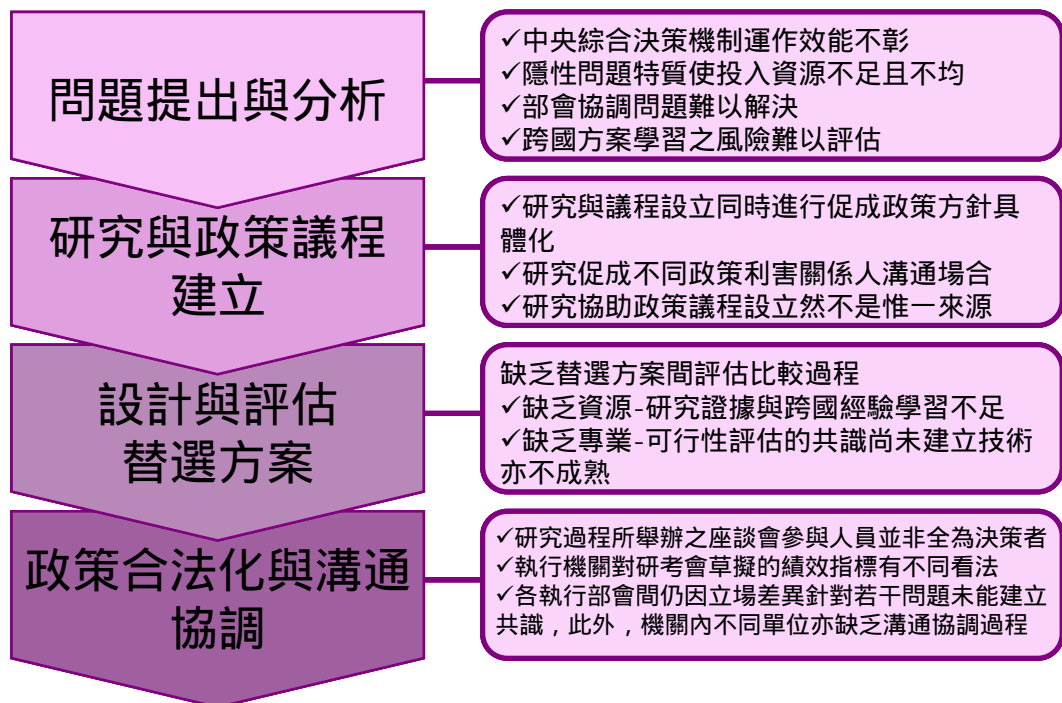 問題提出與分析
✓中央綜合決策機制運作效能不彰
✓隱性問題特質使投入資源不足且不均
✓部會協調問題難以解決
✓跨國方案學習之風險難以評估
研究與政策議程
建立
✓研究與議程設立同時進行促成政策方針具
體化
✓研究促成不同政策利害關係人溝通場合
✓研究協助政策議程設立然不是惟一來源
設計與評估
替選方案
缺乏替選方案間評估比較過程
✓缺乏資源-研究證據與跨國經驗學習不足
✓缺乏專業-可行性評估的共識尚未建立技術
亦不成熟
政策合法化與溝通
協調
✓研究過程所舉辦之座談會參與人員並非全為決策者
✓執行機關對研考會草擬的績效指標有不同看法
✓各執行部會間仍因立場差異針對若干問題未能建立
共識，此外，機關內不同單位亦缺乏溝通協調過程